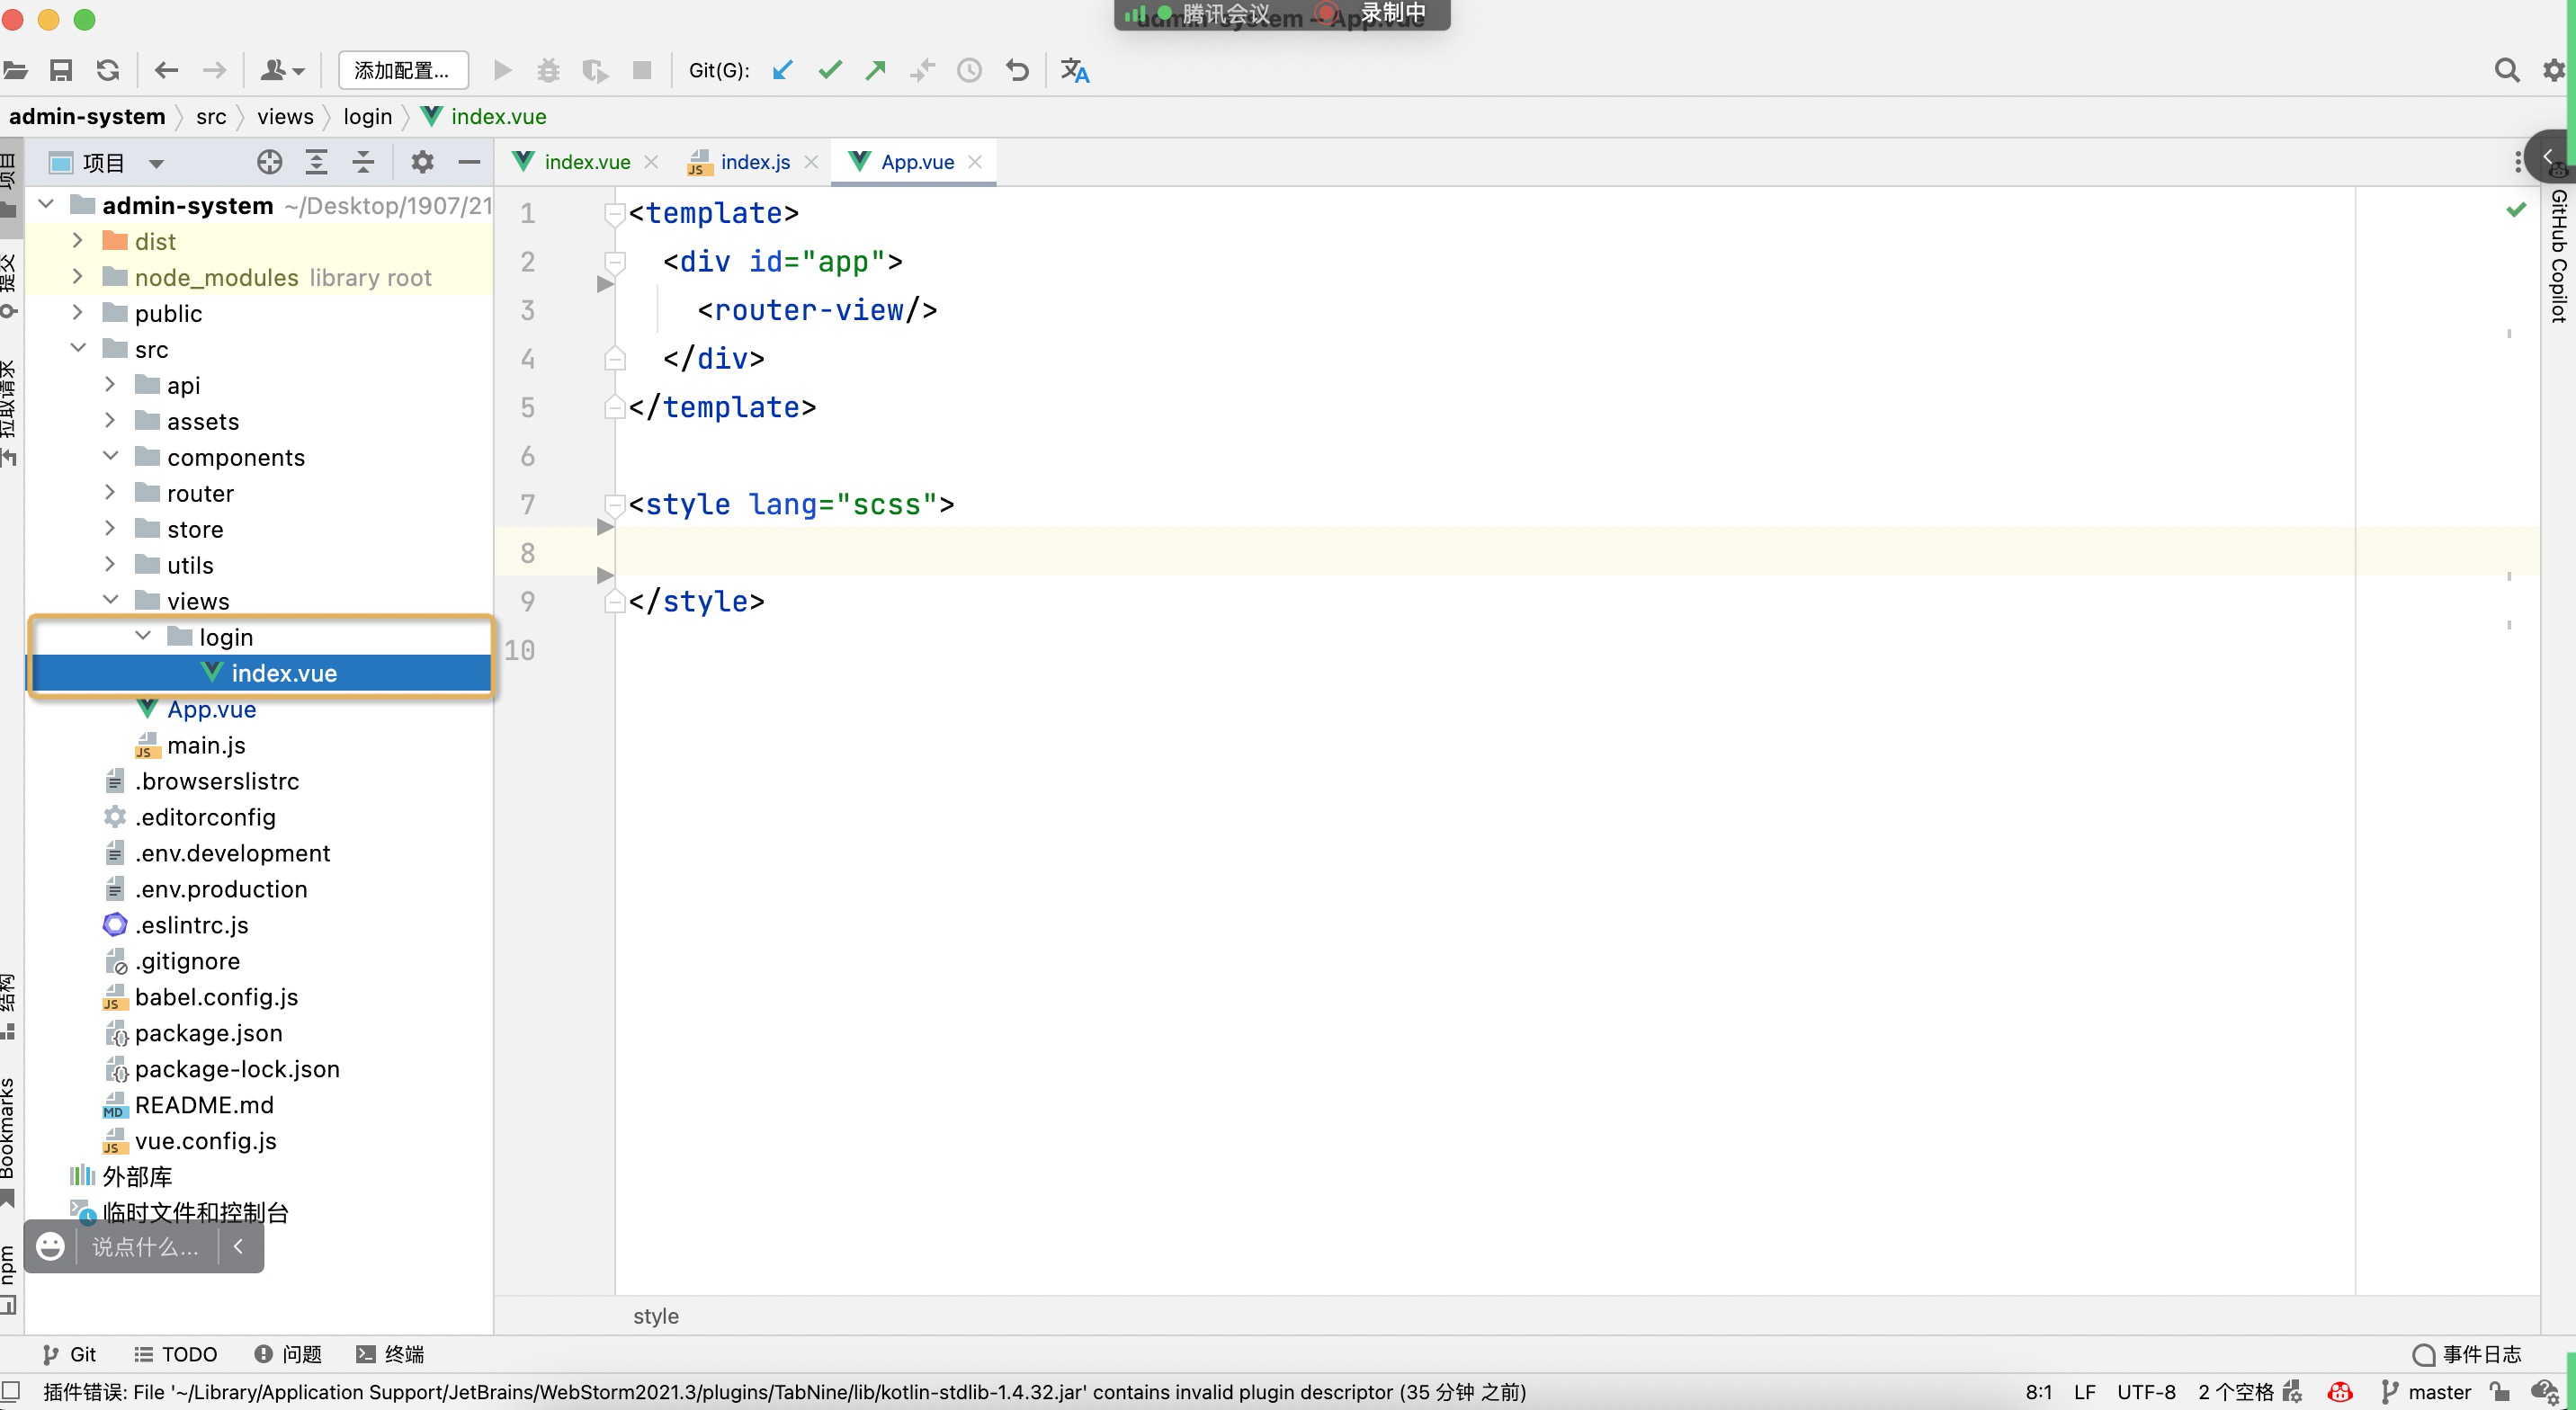 腾讯会议 录制中
添加配置... Git(G):
admin-system src views login index.vue
项目 index.vue index.js App.vue
项目
提交
拉取请求
结构
Bookmarks
npm
admin-system ~/Desktop/1907/21
dist
node_modules library root
public
src
api
assets
components
router
store
utils
views
login
index.vue
App.vue
main.js
.browserslistrc
.editorconfig
.env.development
.env.production
.eslintrc.js
.gitignore
babel.config.js
package.json
package-lock.json
README.md
vue.config.js
外部库
临时文件和控制台
说点什么...
1 <template>
2 <div id="app">
3 <router-view/>
4 </div>
5 </template>
6
7 <style lang="scss">
8
9 </style>
10
style
GitHub Copilot
Git TODO 问题 终端 事件日志
插件错误: File '~/Library/Application Support/JetBrains/WebStorm2021.3/plugins/TabNine/lib/kotlin-stdlib-1.4.32.jar' contains invalid plugin descriptor (35 分钟 之前) 8:1 LF UTF-8 2 个空格 master